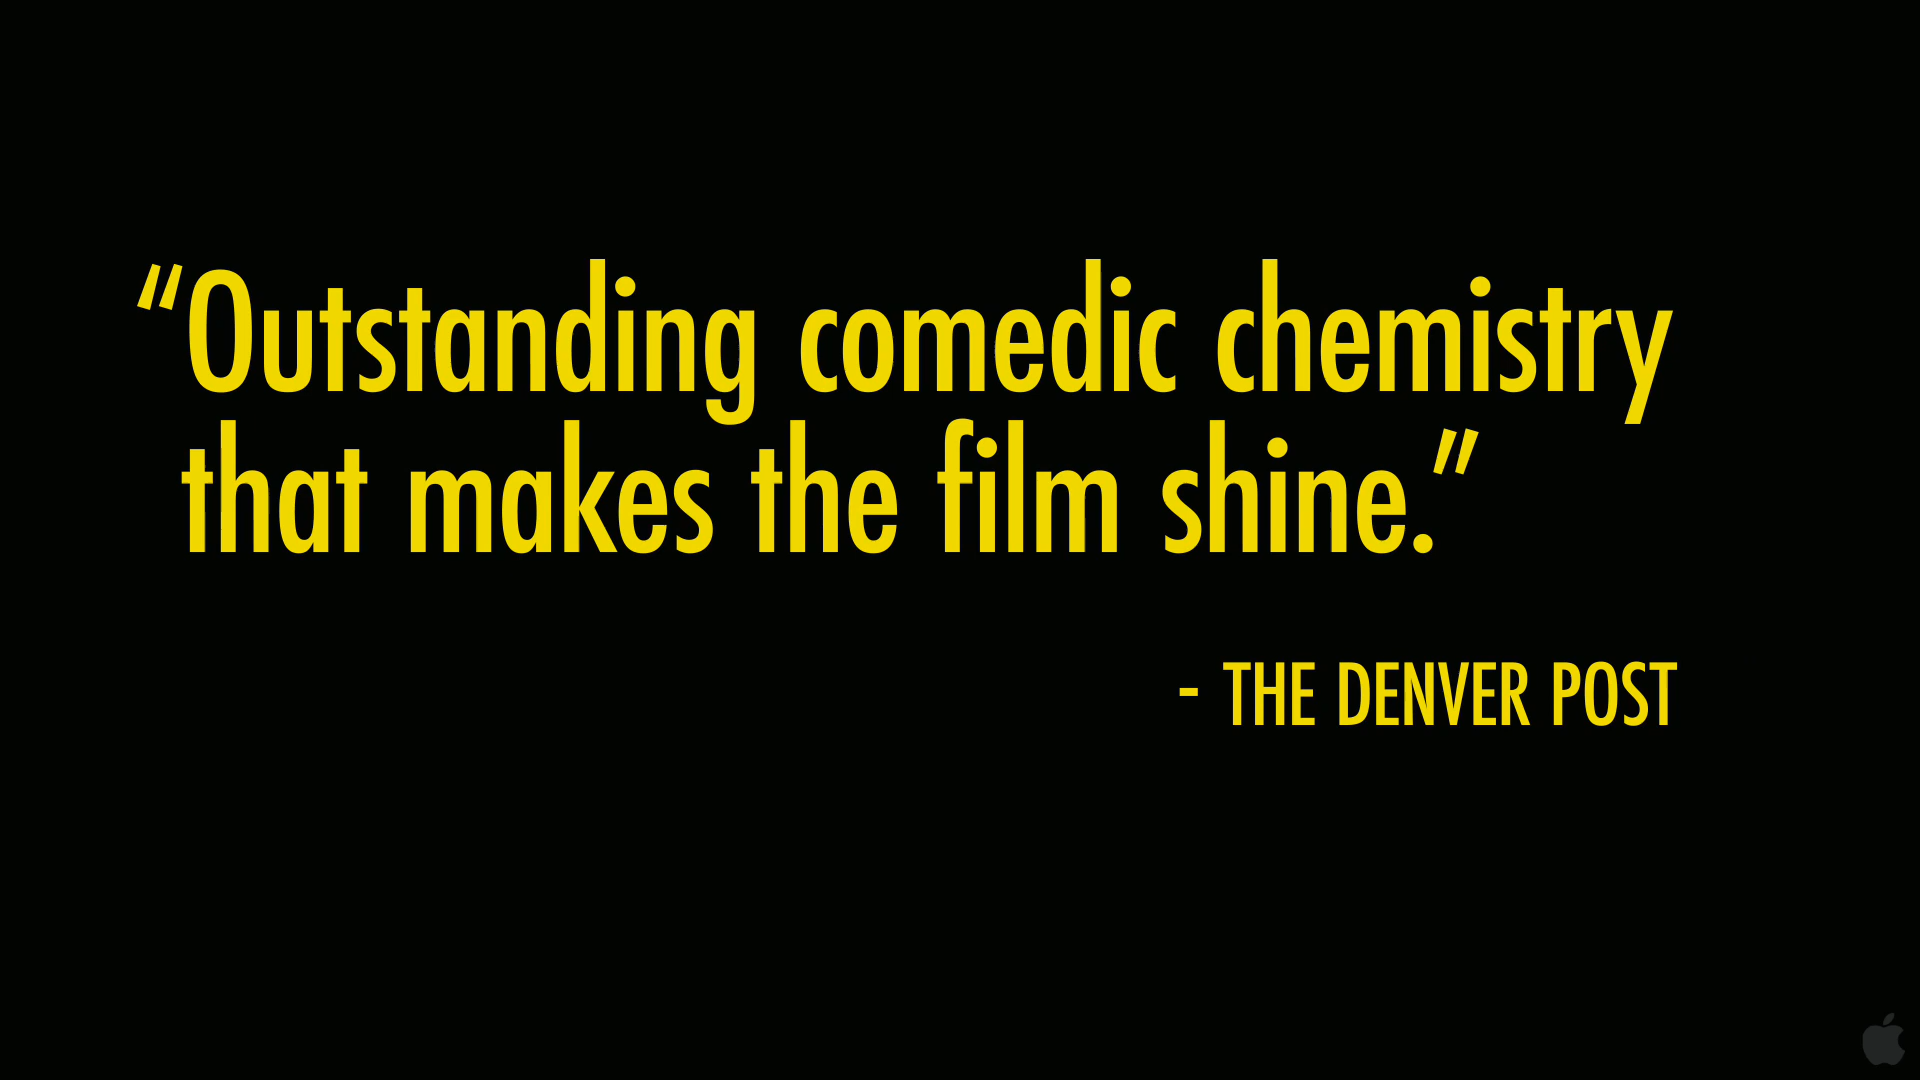 “Outstanding comedic chemistry
that makes the film shine.”
- THE DENVER POST